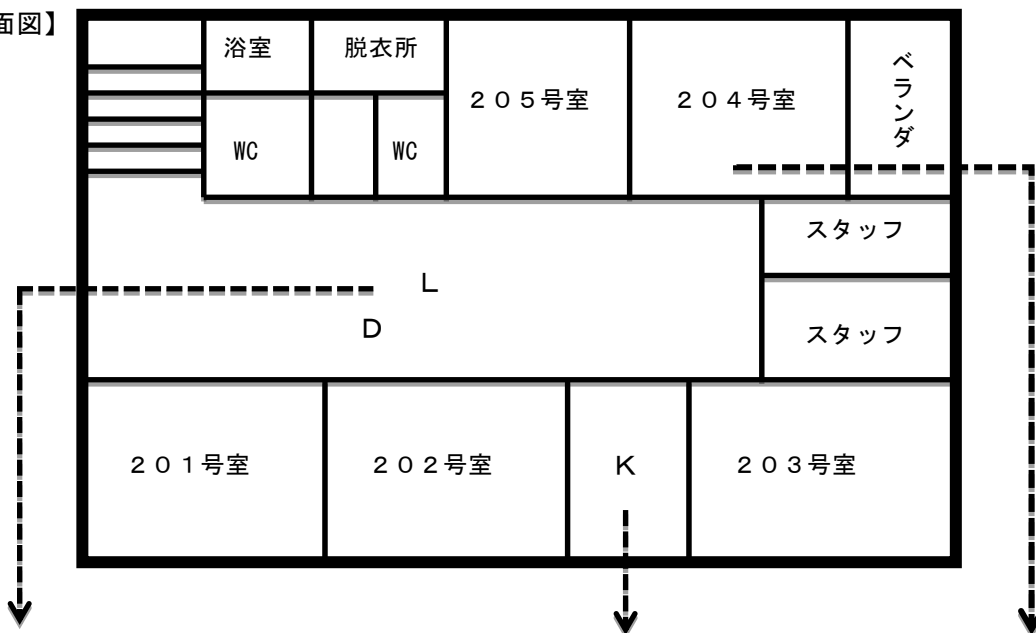 面図】
浴室
脱衣所
205号室
204号室
ベランダ
WC
WC
スタッフ
L
D
スタッフ
201号室
202号室
K
203号室